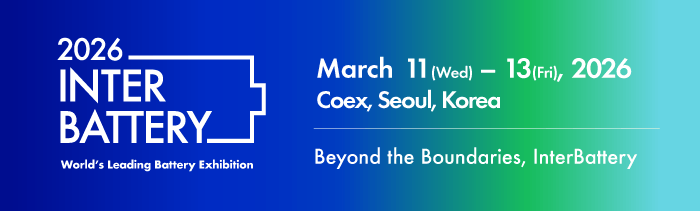 2026
INTER
BATTERY
World's Leading Battery Exhibition
March 11(Wed) – 13(Fri), 2026
Coex, Seoul, Korea
Beyond the Boundaries, InterBattery